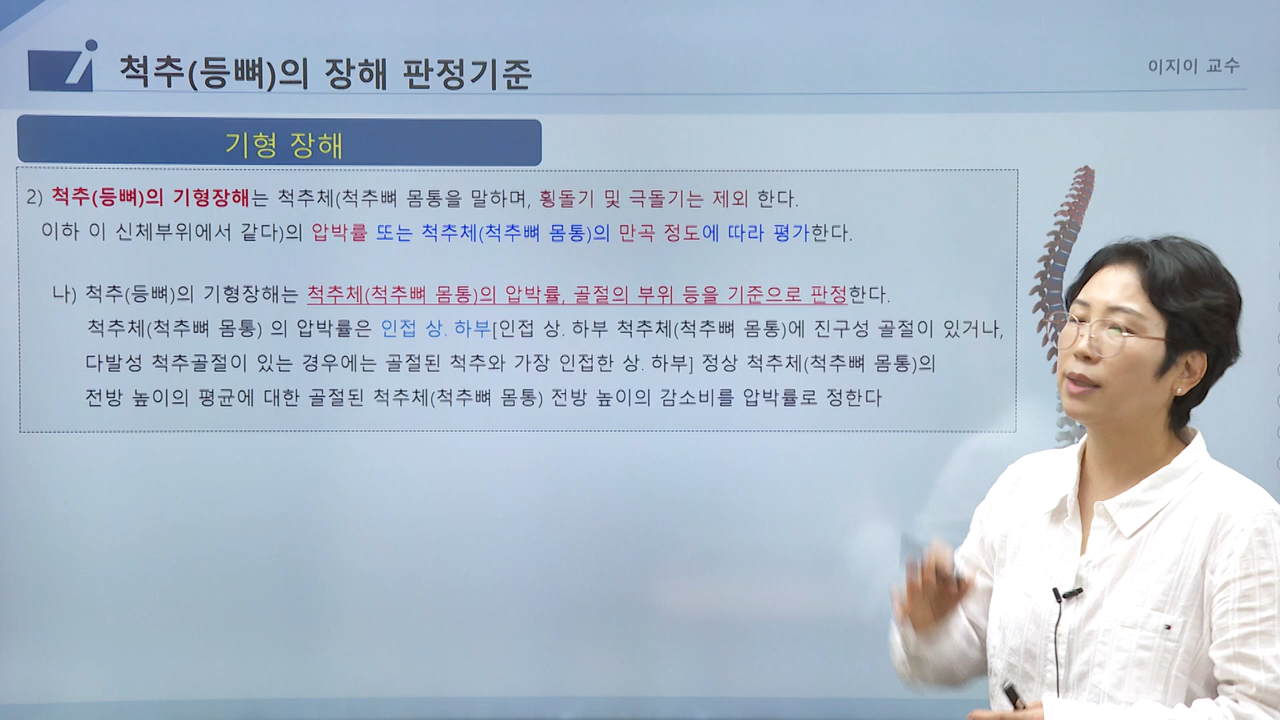 척추(등뼈)의 장해 판정기준
이지이 교수
기형 장해
2) 척추(등뼈)의 기형장해는 척추체(척추뼈 몸통을 말하며, 횡돌기 및 극돌기는 제외 한다.
이하 이 신체부위에서 같다)의 압박률 또는 척추체(척추뼈 몸통)의 만곡 정도에 따라 평가한다.
나) 척추(등뼈)의 기형장해는 척추체(척추뼈 몸통)의 압박률, 골절의 부위 등을 기준으로 판정한다.
척추체(척추뼈 몸통) 의 압박률은 인접 상. 하부[인접 상. 하부 척추체(척추뼈 몸통)에 진구성 골절이 있거나,
다발성 척추골절이 있는 경우에는 골절된 척추와 가장 인접한 상. 하부] 정상 척추체(척추뼈 몸통)의
전방 높이의 평균에 대한 골절된 척추체(척추뼈 몸통) 전방 높이의 감소비를 압박률로 정한다